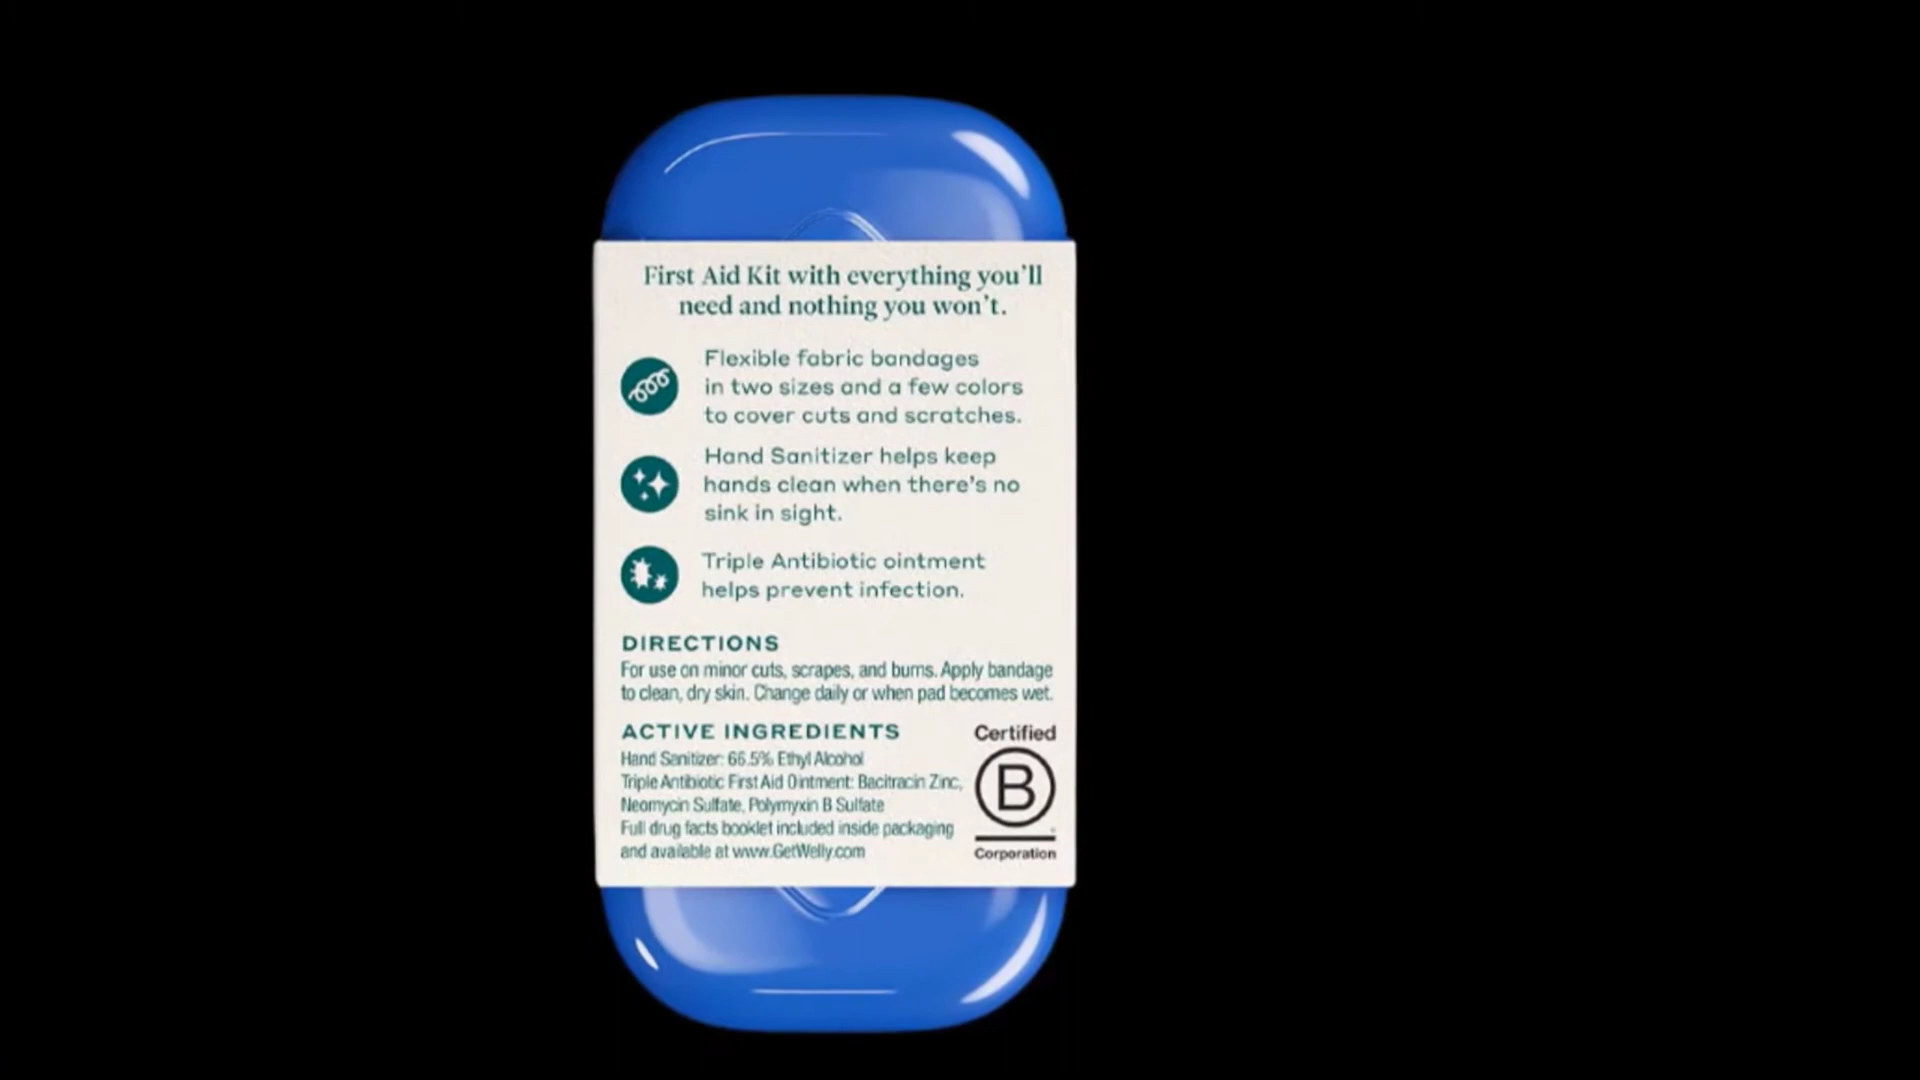 First Aid Kit with everything you'll
need and nothing you won't.
Flexible fabric bandages
in two sizes and a few colors
to cover cuts and scratches.
Hand Sanitizer helps keep
hands clean when there's no
sink in sight.
Triple Antibiotic ointment
helps prevent infection.
DIRECTIONS
For use on minor cuts, scrapes, and burns. Apply bandage
to clean, dry skin. Change daily or when pad becomes wet.
ACTIVE INGREDIENTS
Hand Sanitizer: 66.5% Ethyl Alcohol
Triple Antibiotic First Aid Ointment: Bacitracin Zinc,
Neomycin Sulfate, Polymyxin B Sulfate
Full drug facts booklet included inside packaging
and available at www.GetWelly.com
Certified
B
Corporation